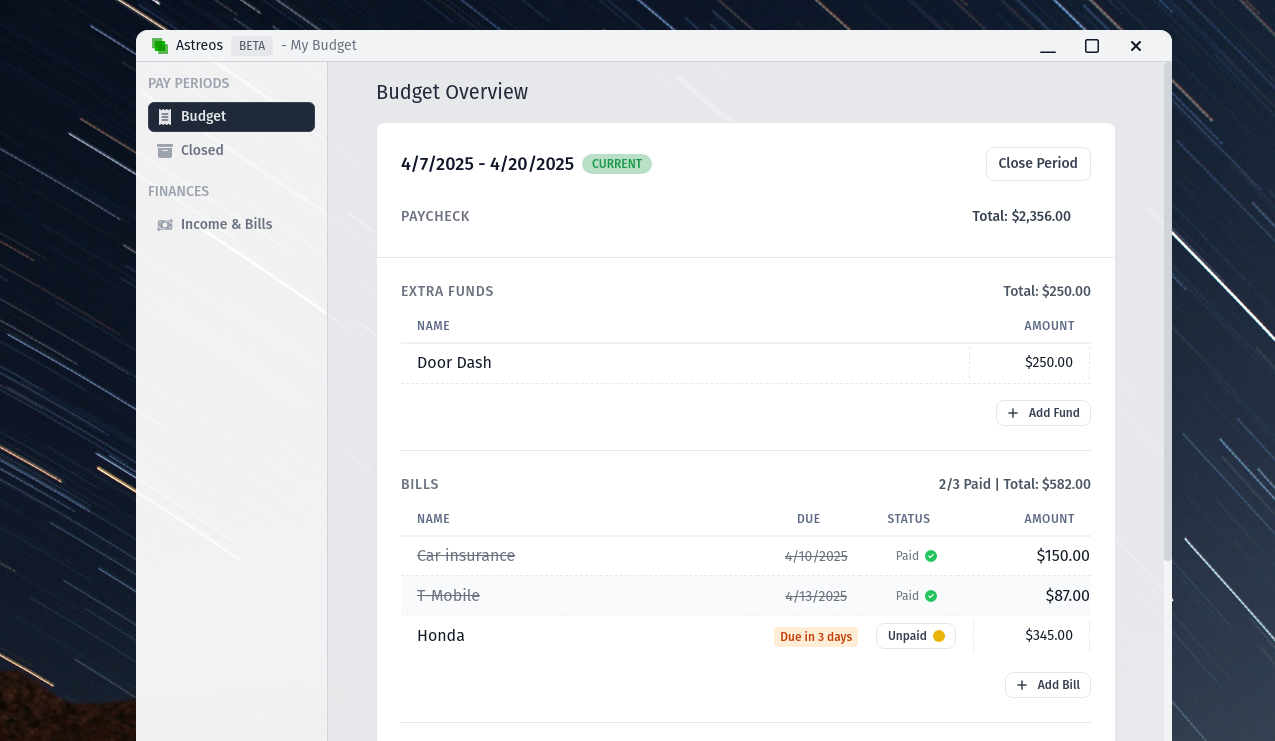 Astreos BETA - My Budget
PAY PERIODS
Budget
Closed
FINANCES
Income & Bills
Budget Overview
4/7/2025 - 4/20/2025 CURRENT Close Period
PAYCHECK Total: $2,356.00
EXTRA FUNDS Total: $250.00
NAME AMOUNT
Door Dash $250.00
+ Add Fund
BILLS 2/3 Paid | Total: $582.00
NAME DUE STATUS AMOUNT
Car insurance 4/10/2025 Paid $150.00
T-Mobile 4/13/2025 Paid $87.00
Honda Due in 3 days Unpaid $345.00
+ Add Bill